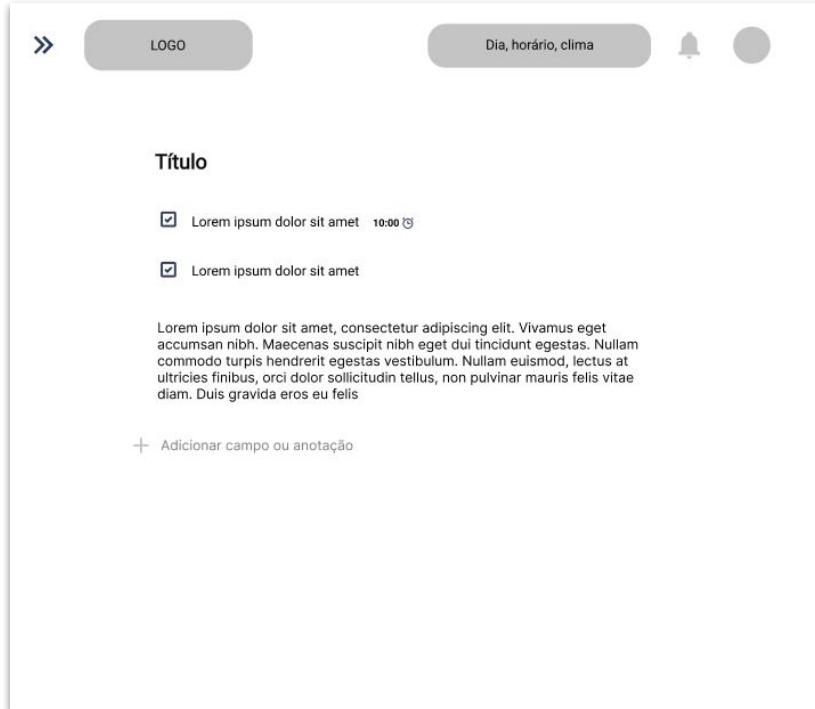 LOGO
Dia, horário, clima
Título
Lorem ipsum dolor sit amet 10:00
Lorem ipsum dolor sit amet
Lorem ipsum dolor sit amet, consectetur adipiscing elit. Vivamus eget
accumsan nibh. Maecenas suscipit nibh eget dui tincidunt egestas. Nullam
commodo turpis hendrerit egestas vestibulum. Nullam euismod, lectus at
ultricies finibus, orci dolor sollicitudin tellus, non pulvinar mauris felis vitae
diam. Duis gravida eros eu felis
Adicionar campo ou anotação